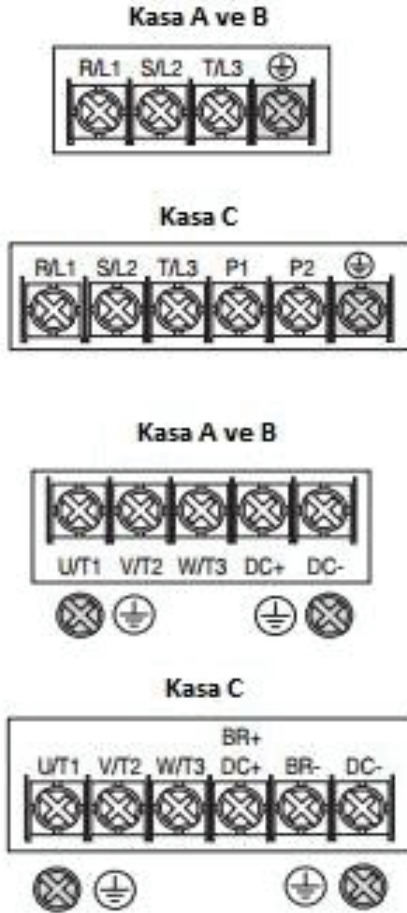 Kasa A ve B
R/L1 S/L2 T/L3
Kasa C
R/L1 S/L2 T/L3 P1 P2
Kasa A ve B
U/T1 V/T2 W/T3 DC+ DC-
Kasa C
BR+
U/T1 V/T2 W/T3 DC+ BR- DC-